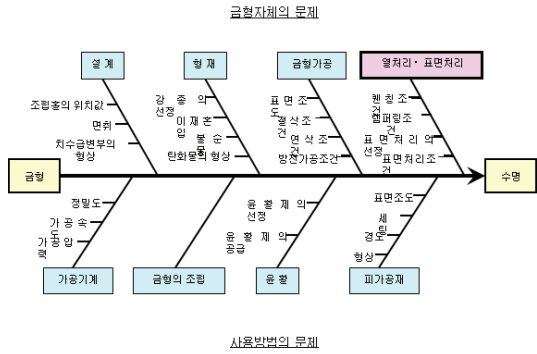 금형자체의 문제
설 계
형 재
금형가공
열처리· 표면처리
조립홀의 위치값
면취
치수급변부의
형상
강 종 의
선정
이 재 혼
입
불 순
물
탄화물의 형상
표 면 조
도
절 삭 조
건
연 삭 조
건
방전가공조건
켄 칭 조
건
템퍼링조
건
표 면 처 리 의
선정
표면처리조
건
금형
수명
정밀도
가 공 속
도
가 공 압
력
윤 활 제 의
선정
윤 활 제 의
공급
표면조도
세
팅
경도
형상
가공기계
금형의 조립
윤 활
피가공재
사용방법의 문제